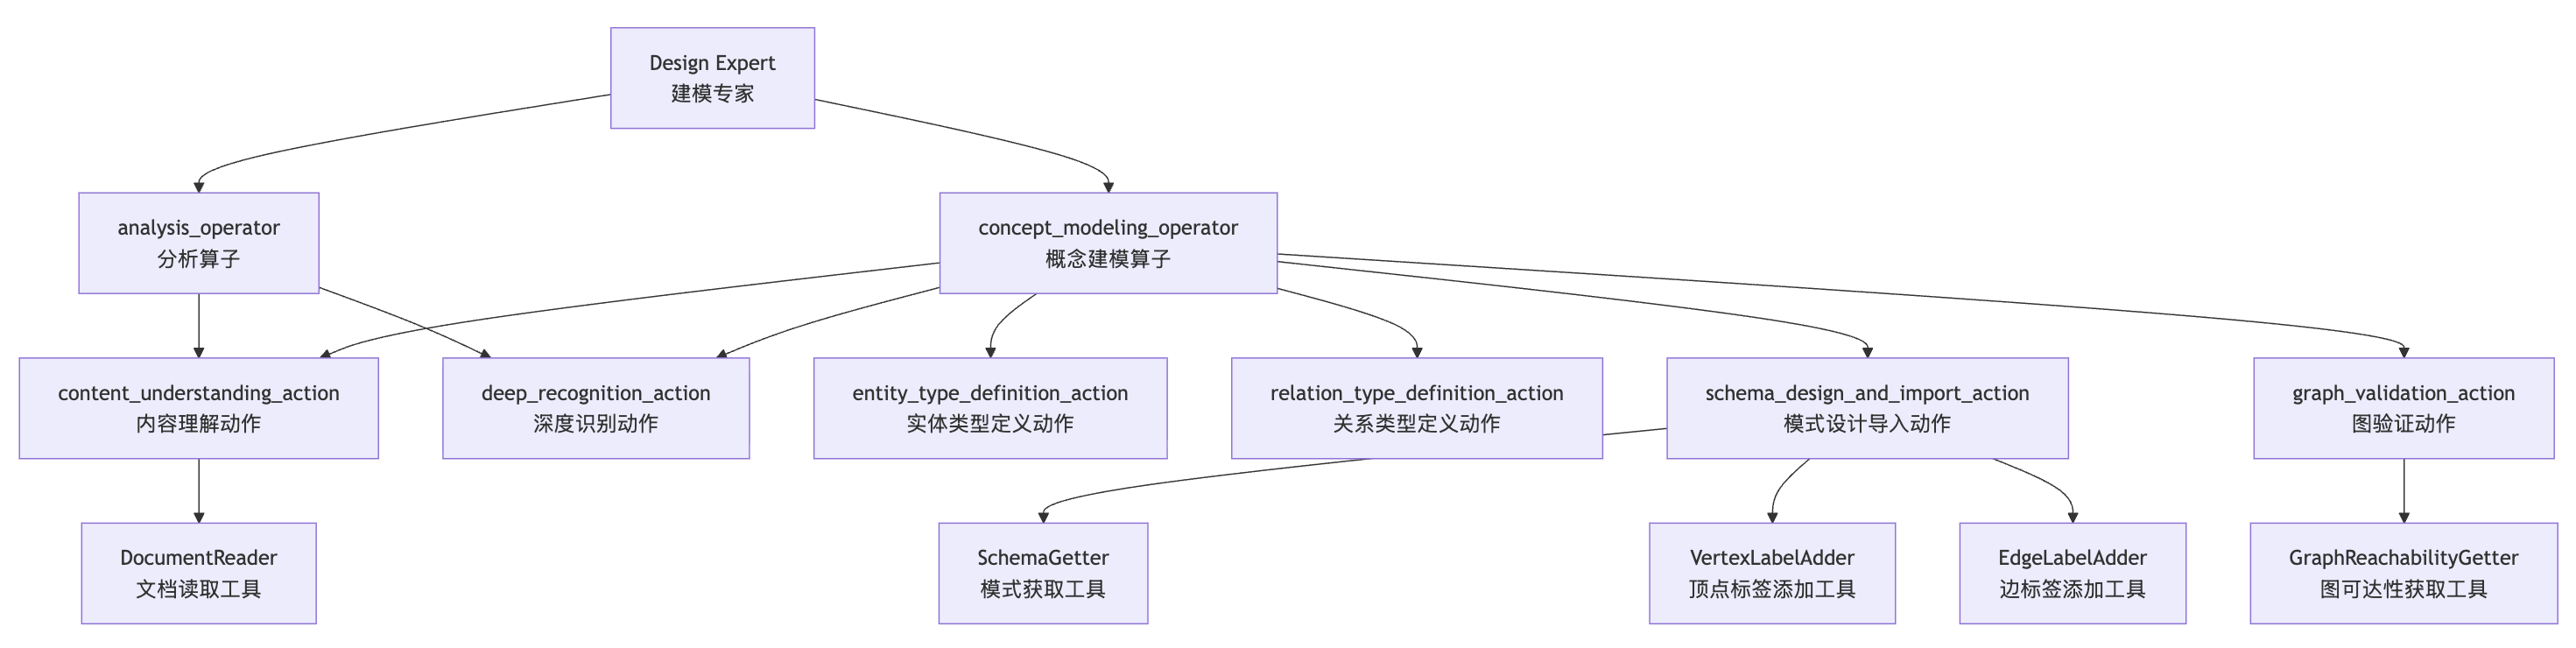 Design Expert
建模专家
analysis_operator
分析算子
concept_modeling_operator
概念建模算子
content_understanding_action
内容理解动作
deep_recognition_action
深度识别动作
entity_type_definition_action
实体类型定义动作
relation_type_definition_action
关系类型定义动作
schema_design_and_import_action
模式设计导入动作
graph_validation_action
图验证动作
DocumentReader
文档读取工具
SchemaGetter
模式获取工具
VertexLabelAdder
顶点标签添加工具
EdgeLabelAdder
边标签添加工具
GraphReachabilityGetter
图可达性获取工具